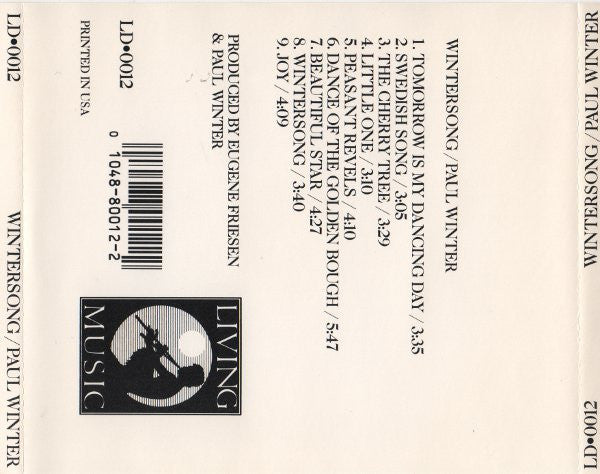 WINTERSONG / PAUL WINTER
LD•0012
WINTERSONG / PAUL WINTER
1. TOMORROW IS MY DANCING DAY / 3:35
2. SWEDISH SONG / 3:05
3. THE CHERRY TREE / 3:29
4. LITTLE ONE / 3:10
5. PEASANT REVELS / 4:10
6. DANCE OF THE GOLDEN BOUGH / 5:47
7. BEAUTIFUL STAR / 4:27
8. WINTERSONG / 3:40
9. JOY / 4:09
PRODUCED BY EUGENE FRIESEN
& PAUL WINTER
LIVING
MUSIC
0 1048-80012-2
LD•0012
PRINTED IN USA
LD•0012
WINTERSONG / PAUL WINTER